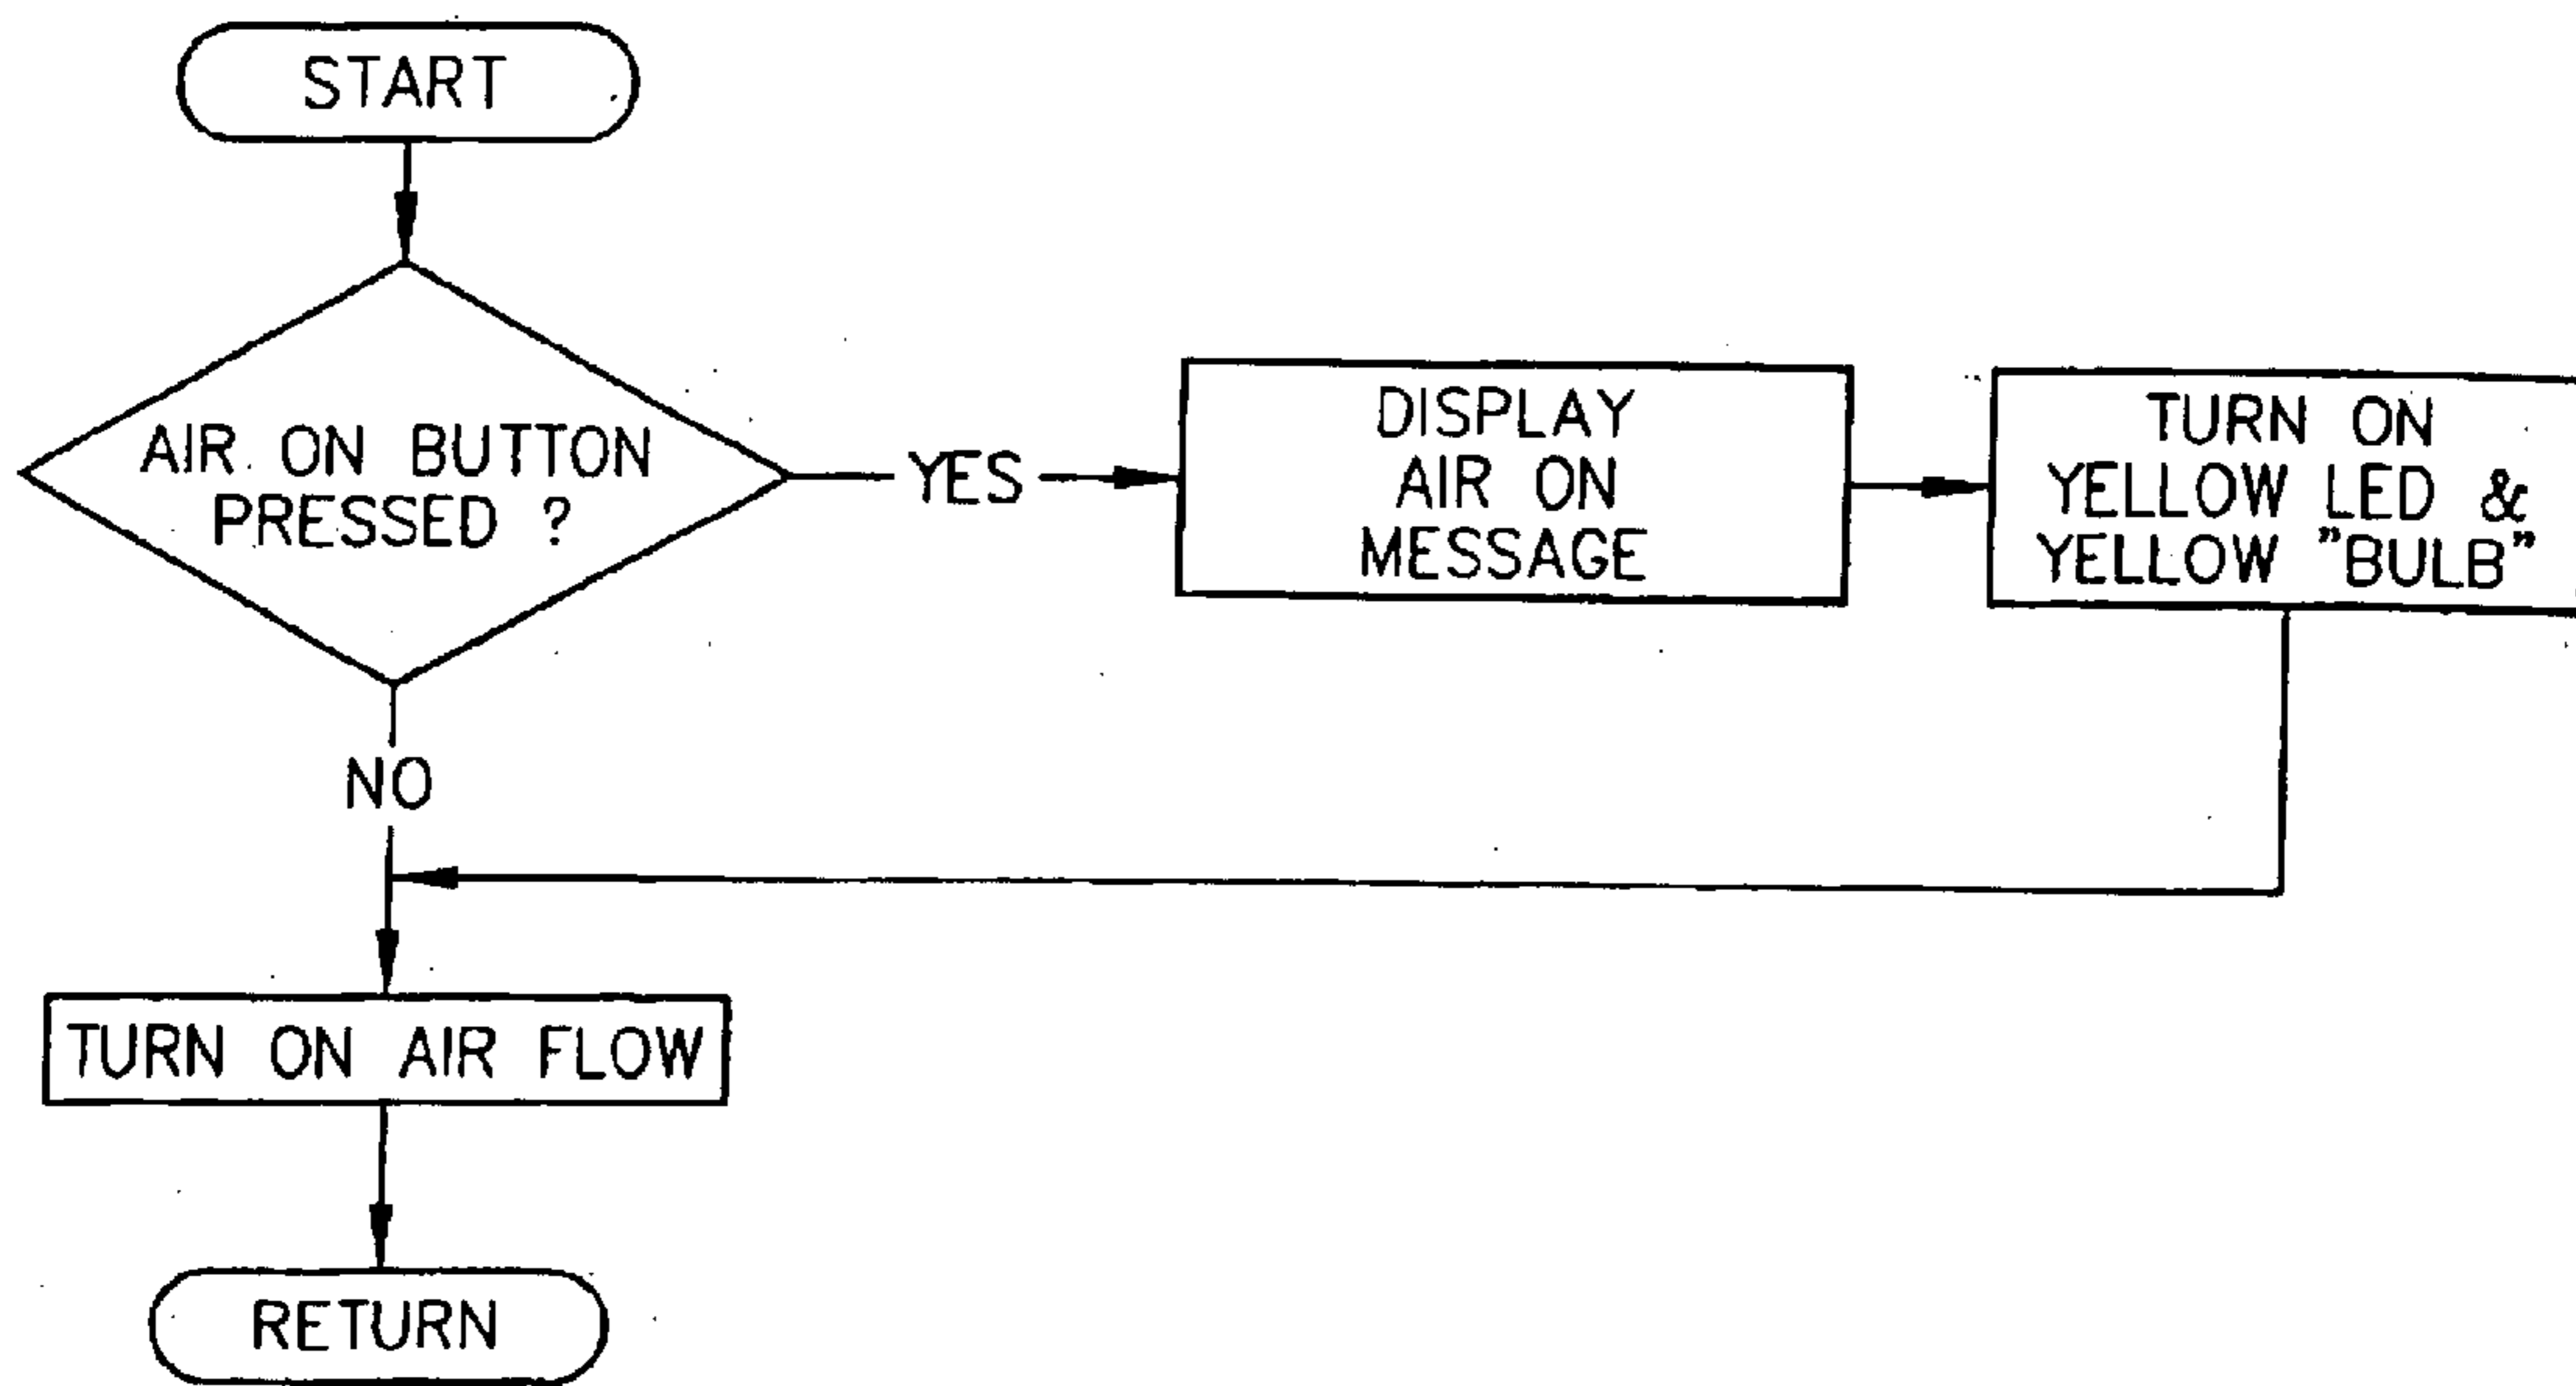 START
AIR ON BUTTON
PRESSED ?
YES
DISPLAY
AIR ON
MESSAGE
TURN ON
YELLOW LED &
YELLOW "BULB"
NO
TURN ON AIR FLOW
RETURN